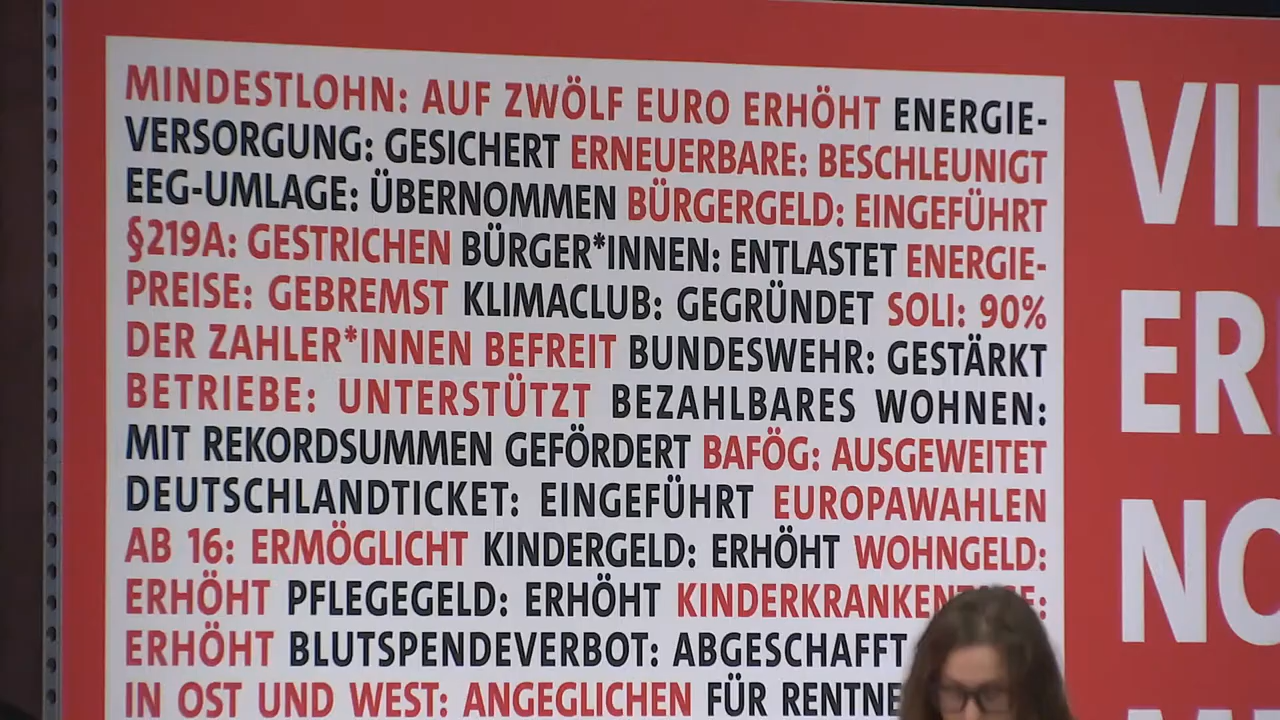 MINDESTLOHN: AUF ZWÖLF EURO ERHÖHT ENERGIE-
VERSORGUNG: GESICHERT ERNEUERBARE: BESCHLEUNIGT
EEG-UMLAGE: ÜBERNOMMEN BÜRGERGELD: EINGEFÜHRT
§219A: GESTRICHEN BÜRGER*INNEN: ENTLASTET ENERGIE-
PREISE: GEBREMST KLIMACLUB: GEGRÜNDET SOLI: 90%
DER ZAHLER*INNEN BEFREIT BUNDESWEHR: GESTÄRKT
BETRIEBE: UNTERSTÜTZT BEZAHLBARES WOHNEN:
MIT REKORDSUMMEN GEFÖRDERT BAFÖG: AUSGEWEITET
DEUTSCHLANDTICKET: EINGEFÜHRT EUROPAWAHLEN
AB 16: ERMÖGLICHT KINDERGELD: ERHÖHT WOHNGELD:
ERHÖHT PFLEGEGELD: ERHÖHT
ERHÖHT BLUTSPENDEVERBOT: ABGESCHAFFT
IN OST UND WEST: ANGEGLICHEN FÜR